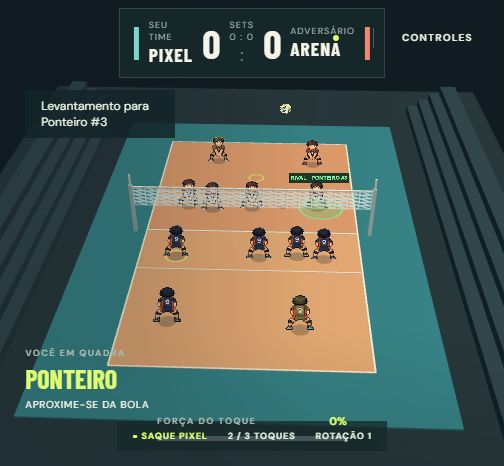 SEU TIME
PIXEL
0
SETS
0 : 0
:
0
ADVERSÁRIO
ARENA
CONTROLES
Levantamento para
Ponteiro #3
RIVAL · PONTEIRO #3
VOCÊ EM QUADRA
PONTEIRO
APROXIME-SE DA BOLA
FORÇA DO TOQUE 0%
• SAQUE PIXEL 2 / 3 TOQUES ROTAÇÃO 1